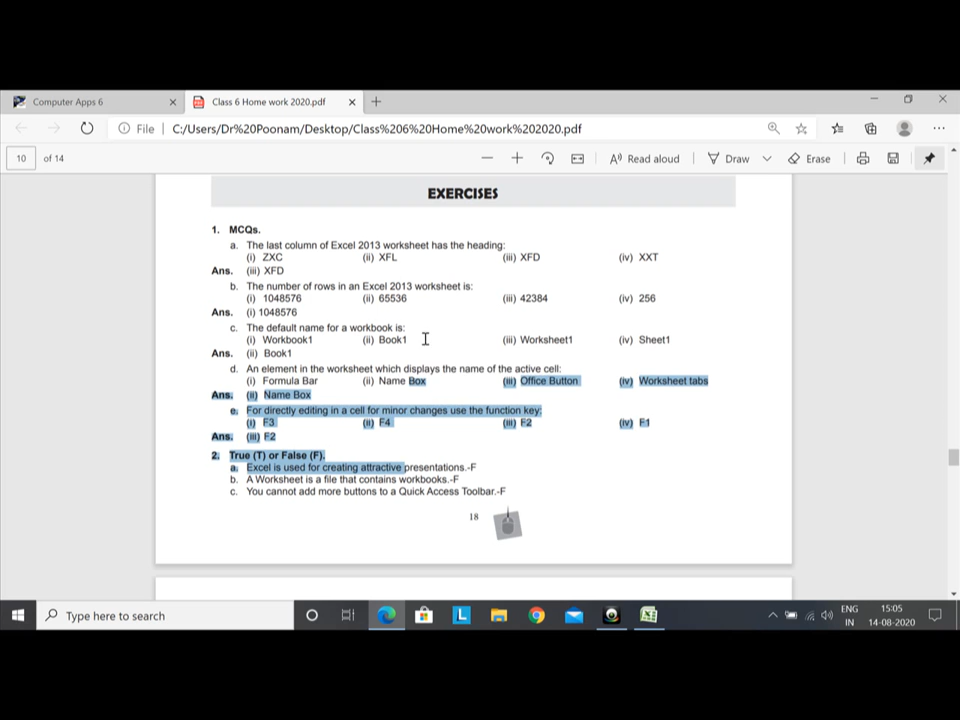 Computer Apps 6
Class 6 Home work 2020.pdf
File
C:/Users/Dr%20Poonam/Desktop/Class%206%20Home%20work%202020.pdf
10 of 14
Read aloud
Draw
Erase
EXERCISES
1. MCQs.
a. The last column of Excel 2013 worksheet has the heading:
(i) ZXC (ii) XFL (iii) XFD (iv) XXT
Ans. (iii) XFD
b. The number of rows in an Excel 2013 worksheet is:
(i) 1048576 (ii) 65536 (iii) 42384 (iv) 256
Ans. (i) 1048576
c. The default name for a workbook is:
(i) Workbook1 (ii) Book1 (iii) Worksheet1 (iv) Sheet1
Ans. (ii) Book1
d. An element in the worksheet which displays the name of the active cell:
(i) Formula Bar (ii) Name Box (iii) Office Button (iv) Worksheet tabs
Ans. (ii) Name Box
e. For directly editing in a cell for minor changes use the function key:
(i) F3 (ii) F4 (iii) F2 (iv) F1
Ans. (iii) F2
2. True (T) or False (F).
a. Excel is used for creating attractive presentations.-F
b. A Worksheet is a file that contains workbooks.-F
c. You cannot add more buttons to a Quick Access Toolbar.-F
18
Type here to search
L
ENG
IN
15:05
14-08-2020